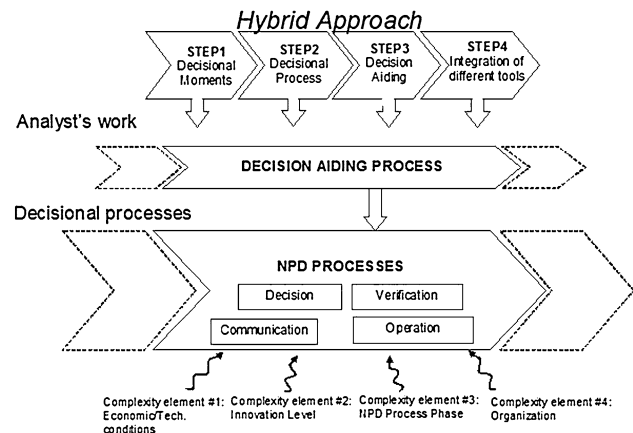 Hybrid Approach
STEP1
Decisional
Moments
STEP2
Decisional
Process
STEP3
Decision
Aiding
STEP4
Integration of
different tools
Analyst's work
DECISION AIDING PROCESS
Decisional processes
NPD PROCESSES
Decision
Verification
Communication
Operation
Complexity element #1:
Economic/Tech.
conditions
Complexity element #2:
Innovation Level
Complexity element #3:
NPD Process Phase
Complexity element #4:
Organization